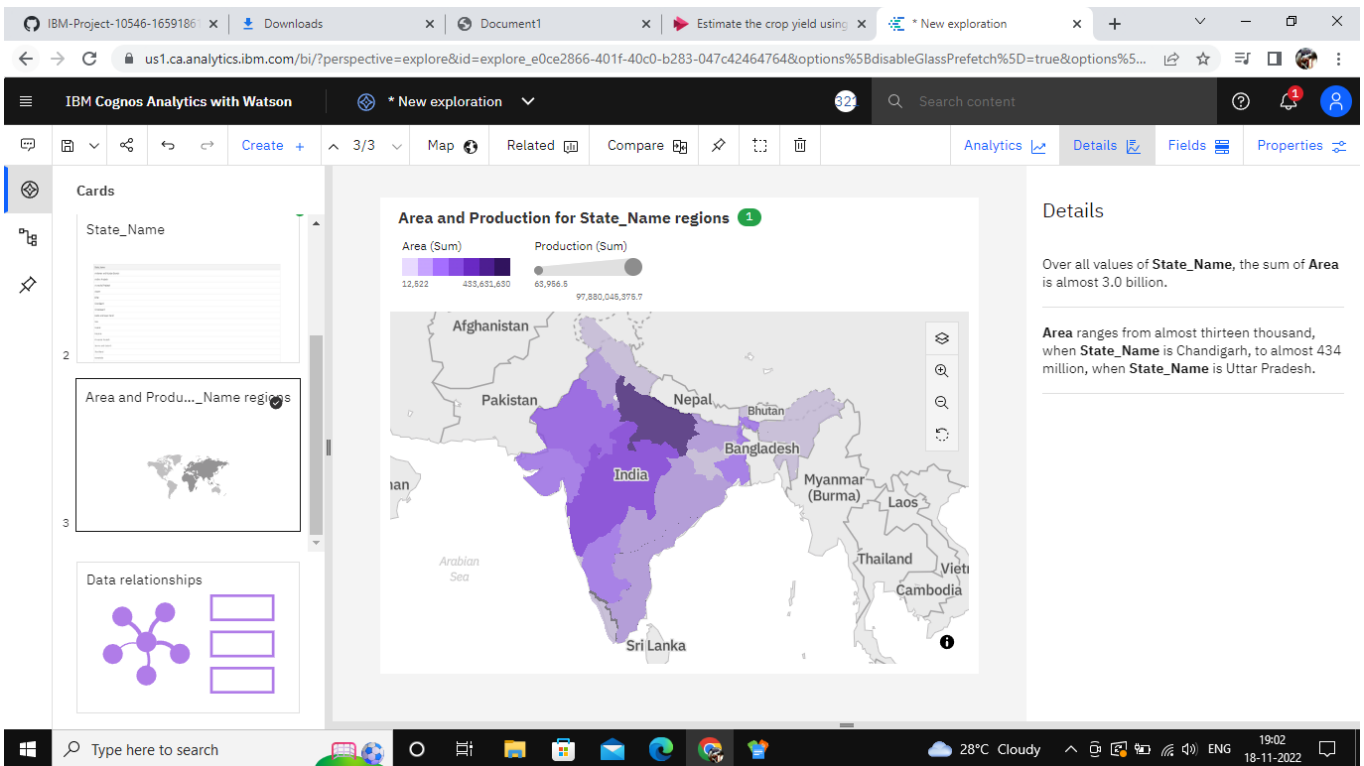 IBM-Project-10546-16591861
Downloads
Document1
Estimate the crop yield using
* New exploration
us1.ca.analytics.ibm.com/bi/?perspective=explore&id=explore_e0ce2866-401f-40c0-b283-047c42464764&options%5BdisableGlassPrefetch%5D=true&options%5...
IBM Cognos Analytics with Watson
* New exploration
321
Search content
1
Create +
3/3
Map
Related
Compare
Analytics
Details
Fields
Properties
Cards
State_Name
2
Area and Produ..._Name regions
3
Data relationships
Area and Production for State_Name regions 1
Area (Sum)
Production (Sum)
12,522
433,631,630
63,956.5
97,880,045,375.7
Afghanistan
Pakistan
Nepal
Bhutan
Bangladesh
India
Myanmar
(Burma)
Laos
Thailand
Viet
Cambodia
Arabian
Sea
Sri Lanka
Details
Over all values of State_Name, the sum of Area
is almost 3.0 billion.
Area ranges from almost thirteen thousand,
when State_Name is Chandigarh, to almost 434
million, when State_Name is Uttar Pradesh.
Type here to search
28°C Cloudy
ENG
19:02
18-11-2022